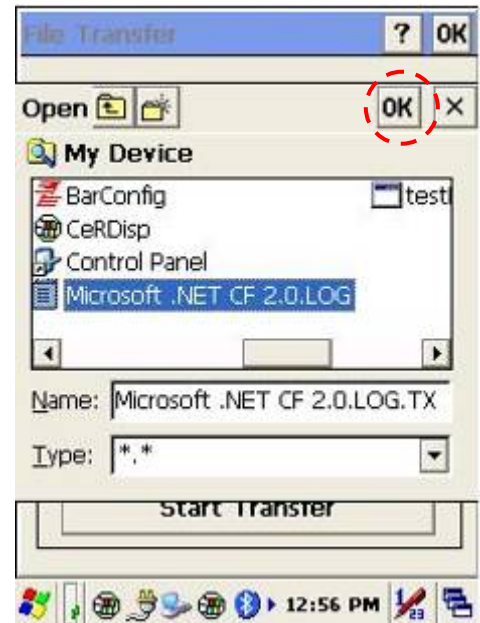 File Transfer ? OK
Open OK ×
My Device
BarConfig testl
CeRDisp
Control Panel
Microsoft .NET CF 2.0.LOG
Name: Microsoft .NET CF 2.0.LOG.TX
Type: *.*
Start Transfer
12:56 PM